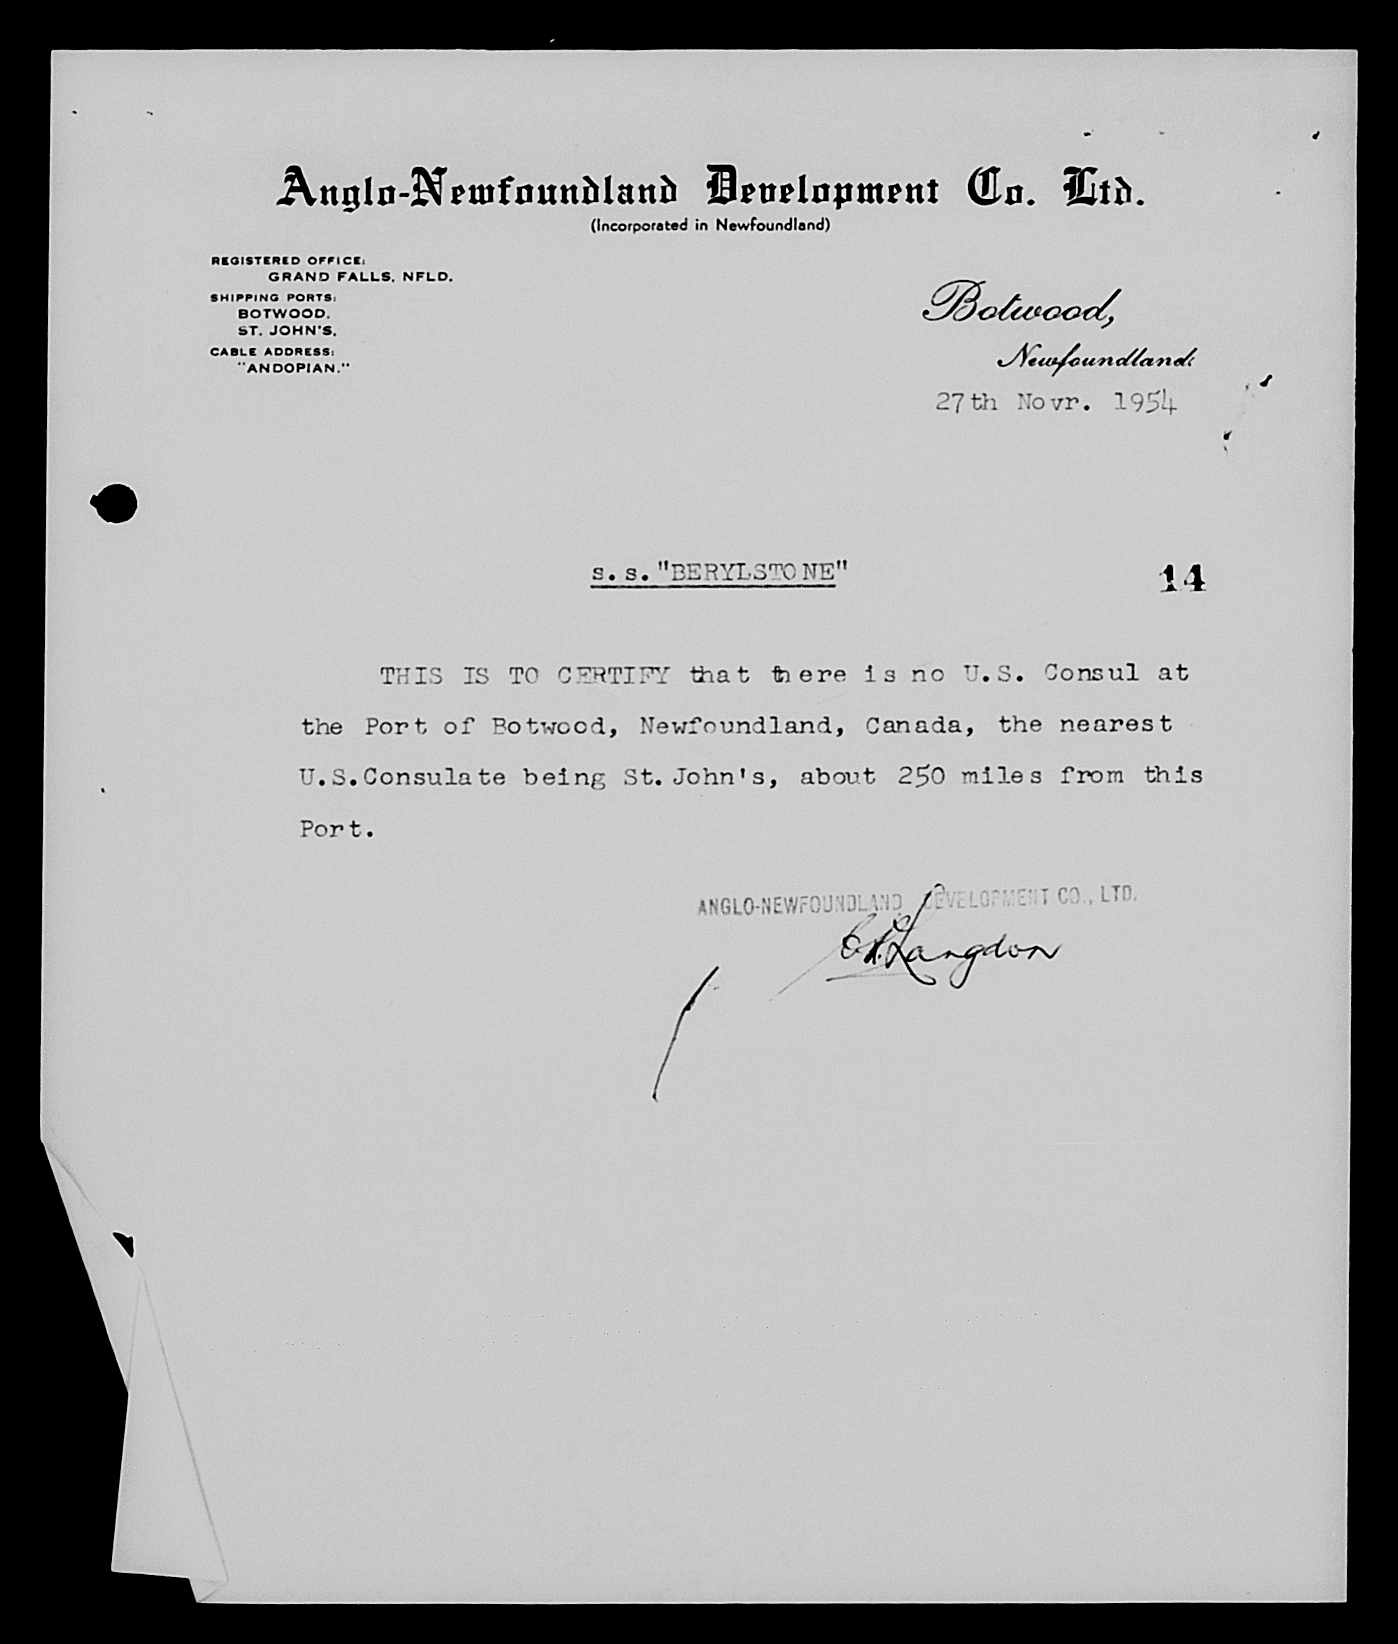 Anglo-Newfoundland Development Co. Ltd.
(Incorporated in Newfoundland)
REGISTERED OFFICE:
GRAND FALLS, NFLD.
SHIPPING PORTS:
BOTWOOD.
ST. JOHN'S.
CABLE ADDRESS:
"ANDOPIAN."
Botwood,
Newfoundland.
27th Novr. 1954
s.s."BERYLSTONE"
14
THIS IS TO CERTIFY that there is no U.S. Consul at
the Port of Botwood, Newfoundland, Canada, the nearest
U.S.Consulate being St.John's, about 250 miles from this
Port.
ANGLO-NEWFOUNDLAND DEVELOPMENT CO., LTD.
Langdon